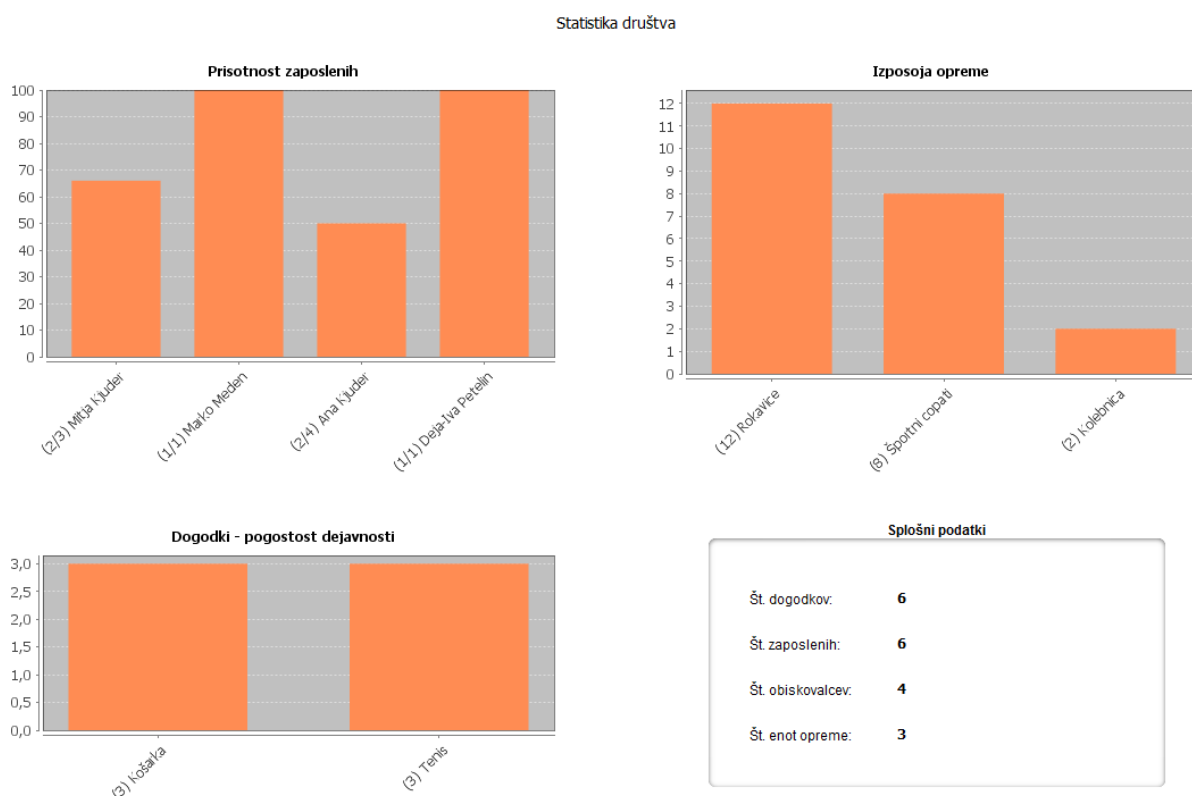 Statistika društva
Prisotnost zaposlenih
100
90
80
70
60
50
40
30
20
10
0
(2/3) Mitja Kjuder
(1/1) Marko Meden
(2/4) Ana Kjuder
(1/1) Deja-Iva Petelin
Izposoja opreme
12
11
10
9
8
7
6
5
4
3
2
1
0
(12) Rokavice
(8) Športni copati
(2) Kolebnica
Dogodki - pogostost dejavnosti
3,0
2,5
2,0
1,5
1,0
0,5
0,0
(3) Košarka
(3) Tenis
Splošni podatki
Št. dogodkov: 6
Št. zaposlenih: 6
Št. obiskovalcev: 4
Št. enot opreme: 3